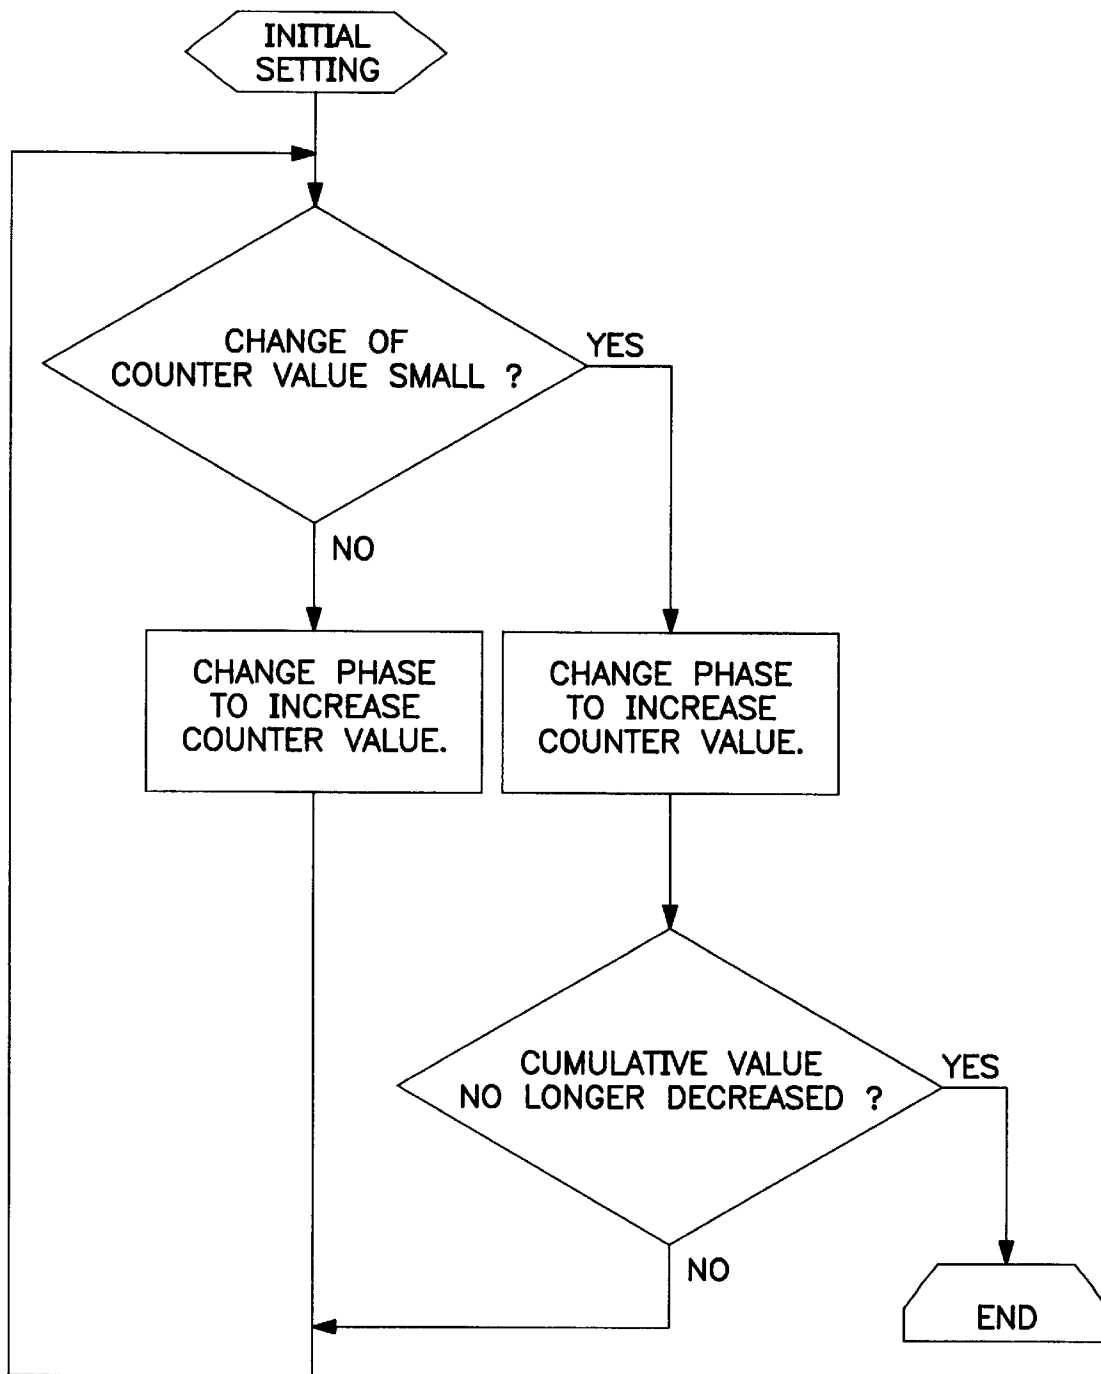 INITIAL
SETTING
CHANGE OF
COUNTER VALUE SMALL ?
YES
NO
CHANGE PHASE
TO INCREASE
COUNTER VALUE.
CHANGE PHASE
TO INCREASE
COUNTER VALUE.
CUMULATIVE VALUE
NO LONGER DECREASED ?
YES
NO
END